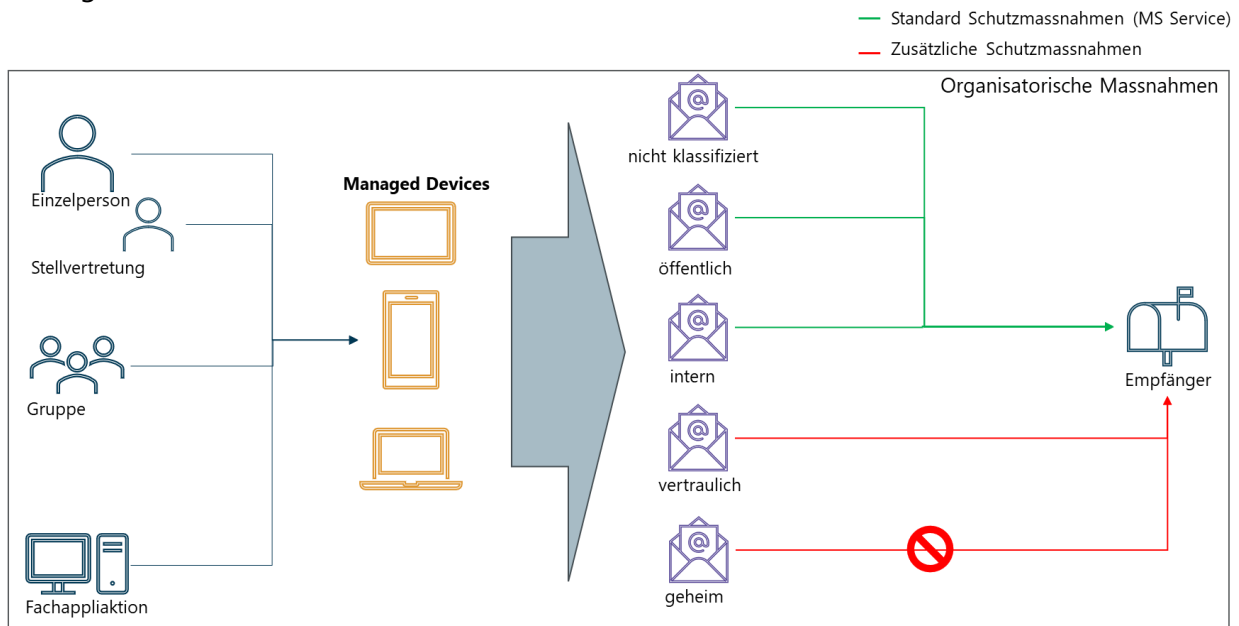 Standard Schutzmassnahmen (MS Service)
Zusätzliche Schutzmassnahmen
Organisatorische Massnahmen
Einzelperson
Stellvertretung
Gruppe
Fachappliaktion
Managed Devices
nicht klassifiziert
öffentlich
intern
vertraulich
geheim
Empfänger